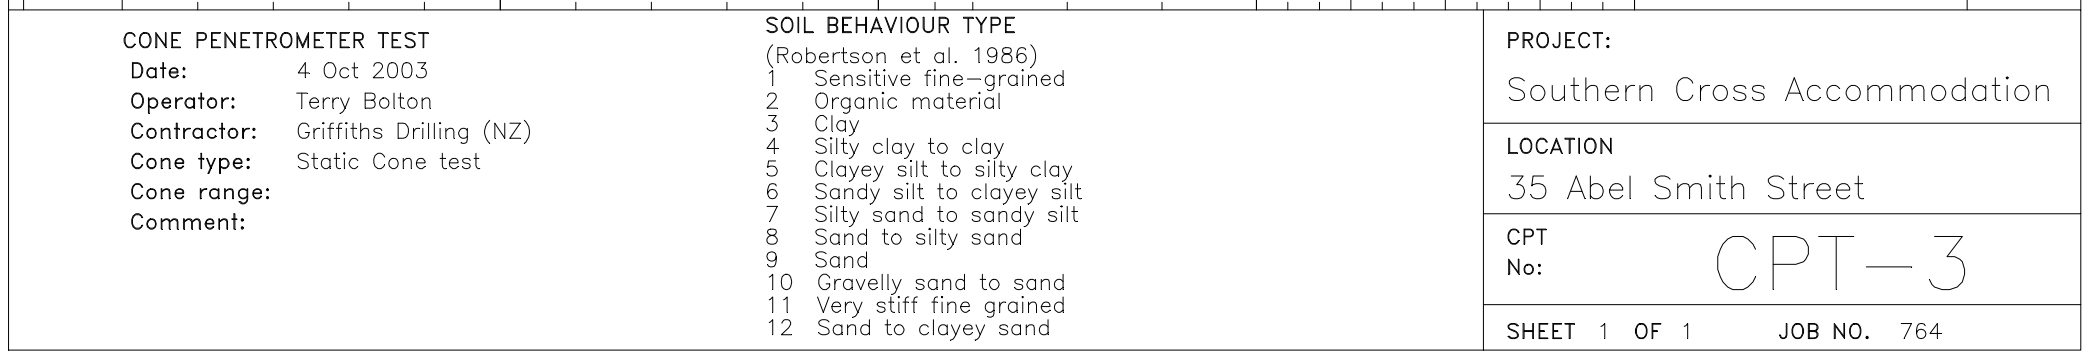 CONE PENETROMETER TEST
Date: 4 Oct 2003
Operator: Terry Bolton
Contractor: Griffiths Drilling (NZ)
Cone type: Static Cone test
Cone range:
Comment:
SOIL BEHAVIOUR TYPE
(Robertson et al. 1986)
1 Sensitive fine-grained
2 Organic material
3 Clay
4 Silty clay to clay
5 Clayey silt to silty clay
6 Sandy silt to clayey silt
7 Silty sand to sandy silt
8 Sand to silty sand
9 Sand
10 Gravelly sand to sand
11 Very stiff fine grained
12 Sand to clayey sand
PROJECT:
Southern Cross Accommodation
LOCATION
35 Abel Smith Street
CPT
No:
CPT-3
SHEET 1 OF 1 JOB NO. 764